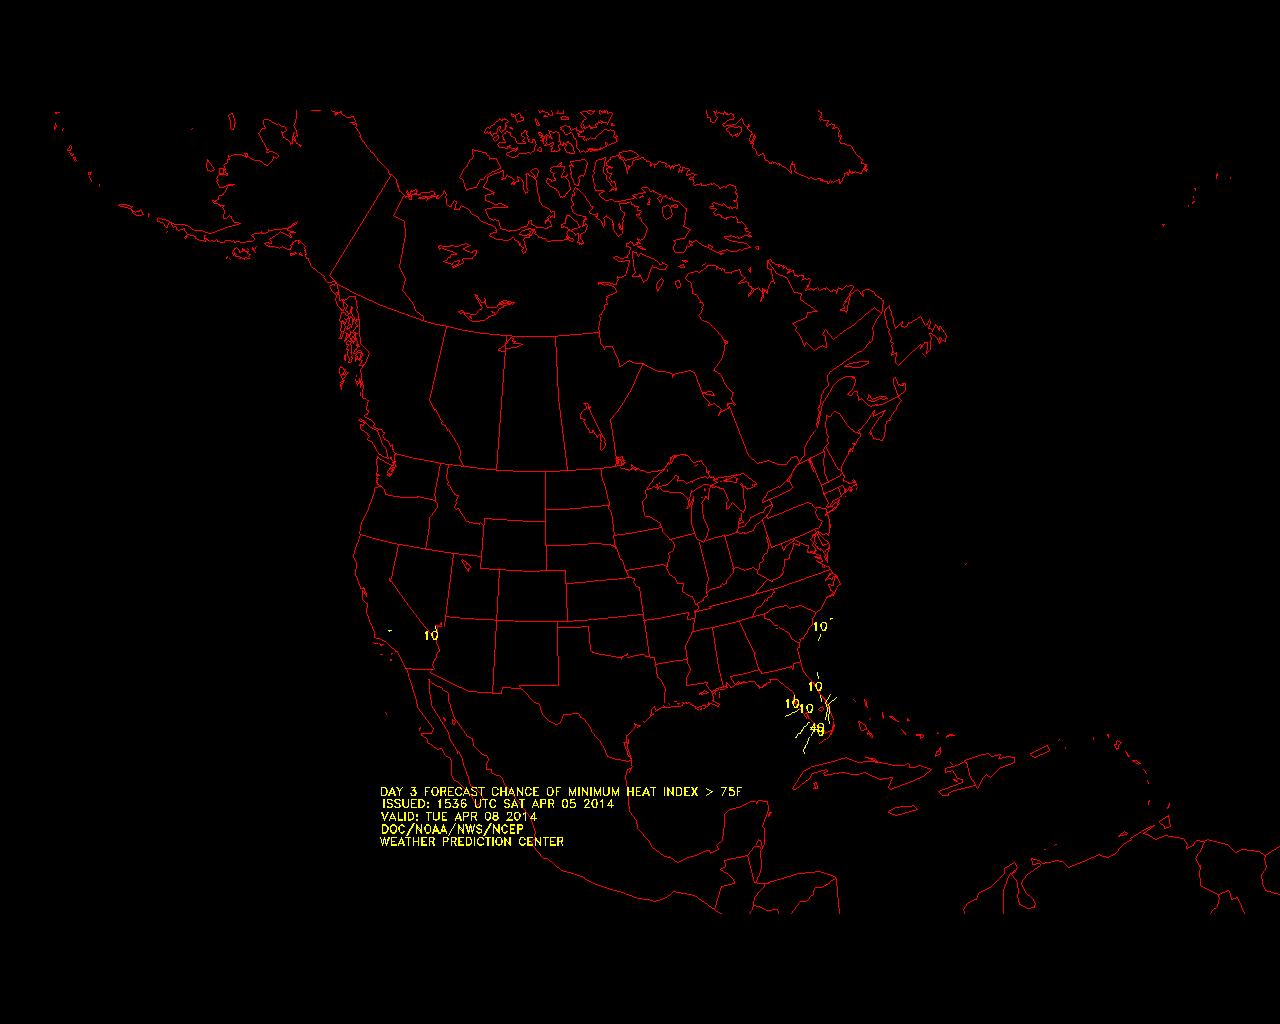 10
10
10
10
10
40
DAY 3 FORECAST CHANCE OF MINIMUM HEAT INDEX > 75F
ISSUED: 1536 UTC SAT APR 05 2014
VALID: TUE APR 08 2014
DOC/NOAA/NWS/NCEP
WEATHER PREDICTION CENTER